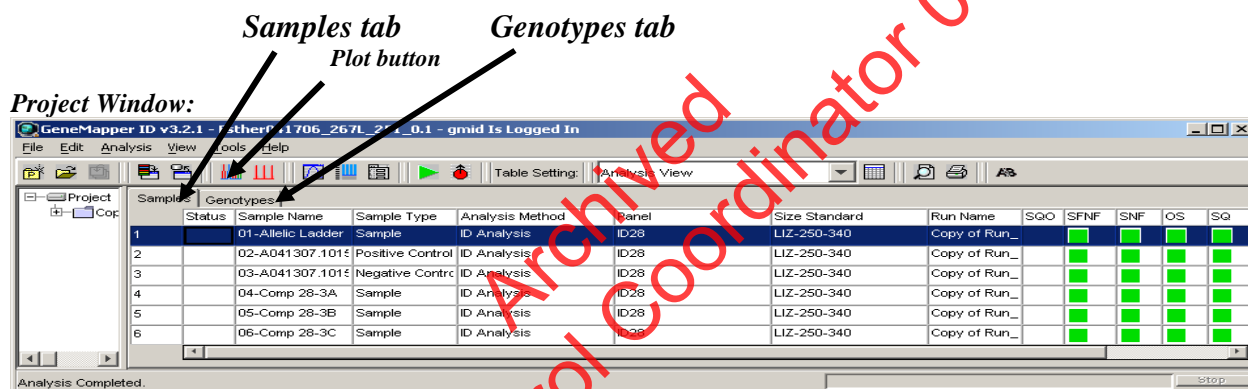 Samples tab Genotypes tab
Plot button
Project Window:
GeneMapper ID v3.2.1 - gmid Is Logged In
File Edit Analysis View Tools Help
Table Setting: Analysis View
Project
Cop
Samples Genotypes
Status Sample Name Sample Type Analysis Method Panel Size Standard Run Name SQO SFNF SNF OS SQ
1 01-Allelic Ladder Sample ID Analysis ID28 LIZ-250-340 Copy of Run_
2 02-A041307.1015 Positive Control ID Analysis ID28 LIZ-250-340 Copy of Run_
3 03-A041307.1015 Negative Contrc ID Analysis ID28 LIZ-250-340 Copy of Run_
4 04-Comp 28-3A Sample ID Analysis ID28 LIZ-250-340 Copy of Run_
5 05-Comp 28-3B Sample ID Analysis ID28 LIZ-250-340 Copy of Run_
6 06-Comp 28-3C Sample ID Analysis ID28 LIZ-250-340 Copy of Run_
Analysis Completed.
Stop
Archived
rol Coordinator 0